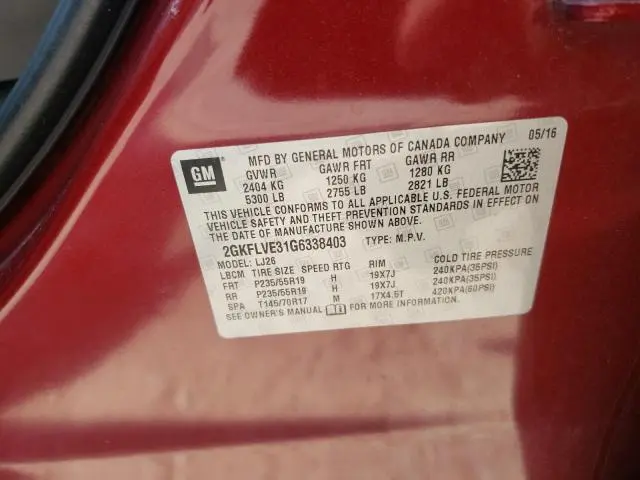 GM
MFD BY GENERAL MOTORS OF CANADA COMPANY 05/16
GVWR GAWR FRT GAWR RR
2404 KG 1250 KG 1280 KG
5300 LB 2755 LB 2821 LB
THIS VEHICLE CONFORMS TO ALL APPLICABLE U.S. FEDERAL MOTOR
VEHICLE SAFETY AND THEFT PREVENTION STANDARDS IN EFFECT ON
THE DATE OF MANUFACTURE SHOWN ABOVE.
2GKFLVE31G6338403 TYPE: M.P.V.
MODEL: LJ26
LBCM TIRE SIZE SPEED RTG RIM COLD TIRE PRESSURE
FRT P235/55R19 H 19X7J 240KPA(35PSI)
RR P235/55R19 H 19X7J 240KPA(35PSI)
SPA T145/70R17 M 17X4.5T 420KPA(60PSI)
SEE OWNER'S MANUAL FOR MORE INFORMATION.